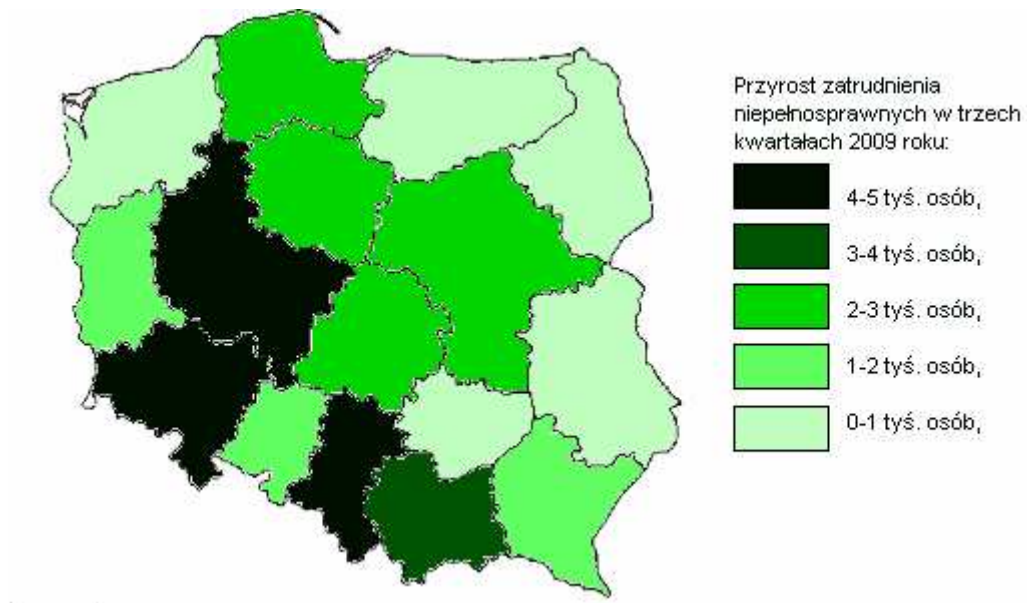 Przyrost zatrudnienia
niepełnosprawnych w trzech
kwartałach 2009 roku:
4-5 tyś. osób,
3-4 tyś. osób,
2-3 tyś. osób,
1-2 tyś. osób,
0-1 tyś. osób,